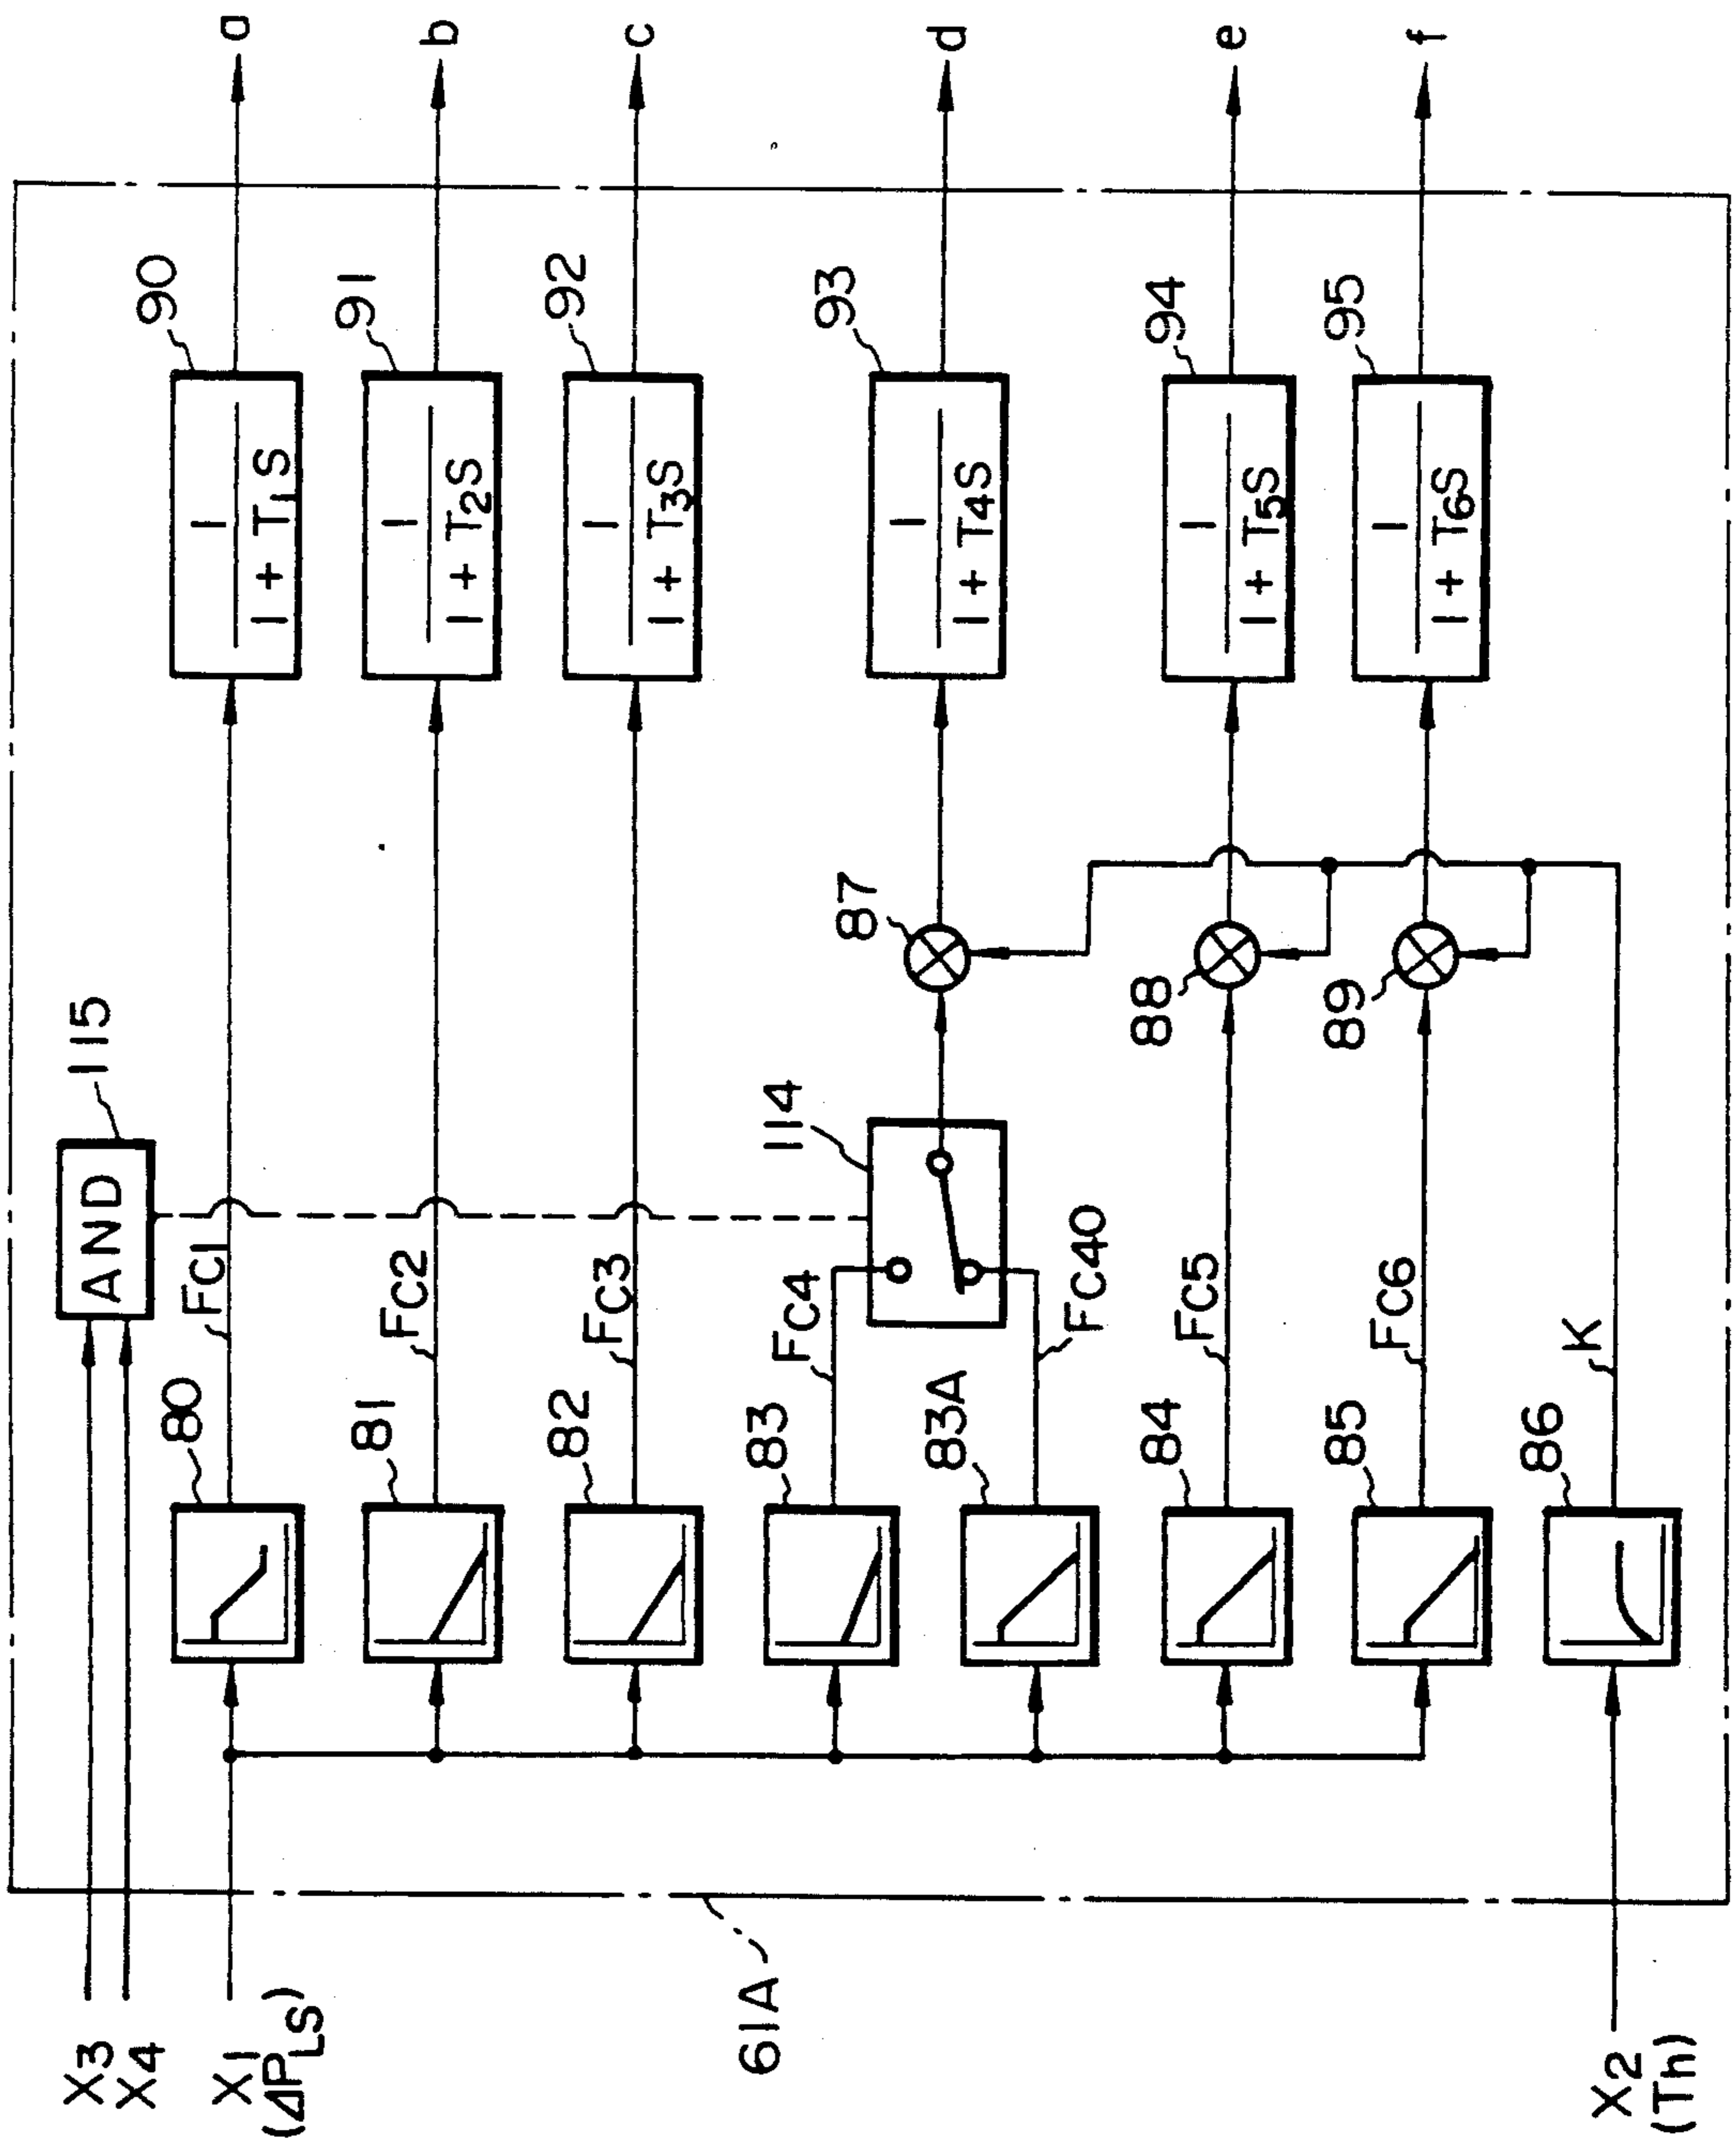 X3
X4
X1
(ΔPLS)
X2
(Th)
61A
AND
115
80
FC1
90
1
1 + T1S
a
81
FC2
91
1
1 + T2S
b
82
FC3
92
1
1 + T3S
c
83
FC4
114
83A
FC40
87
93
1
1 + T4S
d
84
FC5
88
94
1
1 + T5S
e
85
FC6
89
95
1
1 + T6S
f
86
K